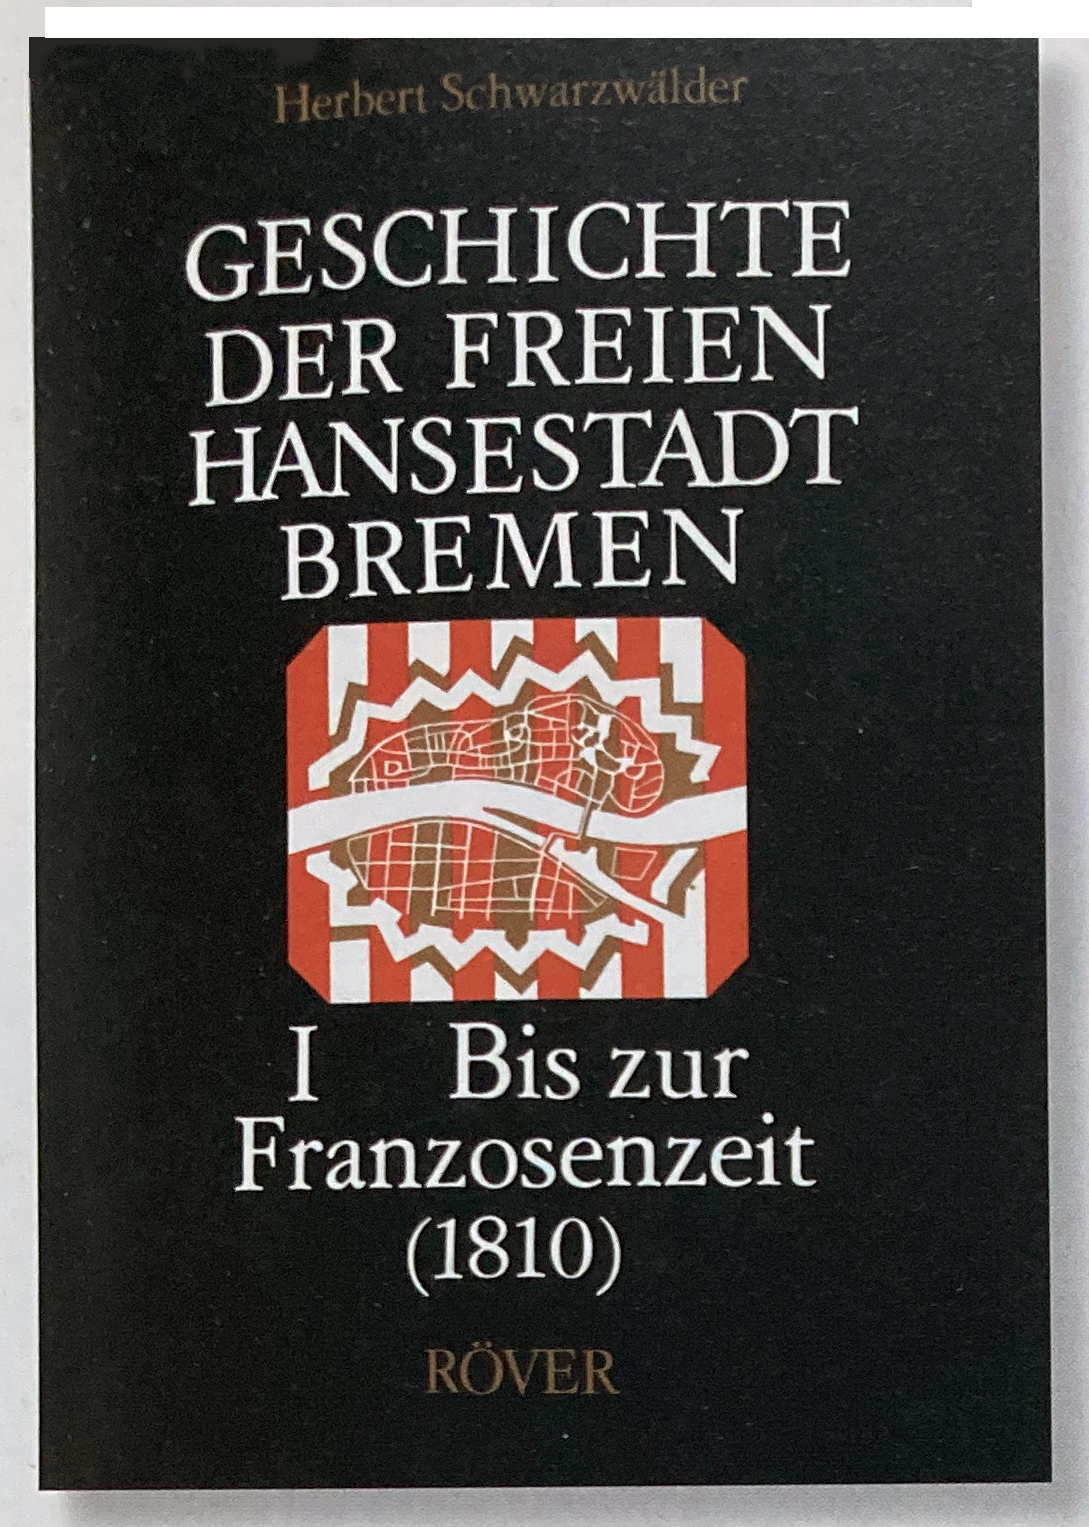 Herbert Schwarzwälder
GESCHICHTE
DER FREIEN
HANSESTADT
BREMEN
I Bis zur
Franzosenzeit
(1810)
RÖVER